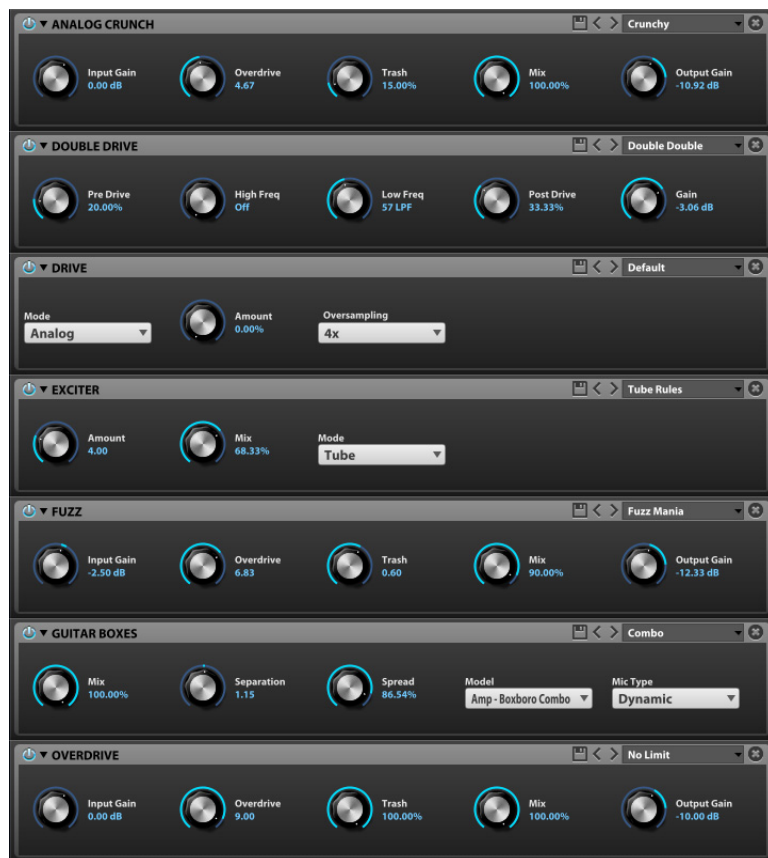 ANALOG CRUNCH Crunchy
Input Gain Overdrive Trash Mix Output Gain
0.00 dB 4.67 15.00% 100.00% -10.92 dB
DOUBLE DRIVE Double Double
Pre Drive High Freq Low Freq Post Drive Gain
20.00% Off 57 LPF 33.33% -3.06 dB
DRIVE Default
Mode Amount Oversampling
Analog 0.00% 4x
EXCITER Tube Rules
Amount Mix Mode
4.00 68.33% Tube
FUZZ Fuzz Mania
Input Gain Overdrive Trash Mix Output Gain
-2.50 dB 6.83 0.60 90.00% -12.33 dB
GUITAR BOXES Combo
Mix Separation Spread Model Mic Type
100.00% 1.15 86.54% Amp - Boxboro Combo Dynamic
OVERDRIVE No Limit
Input Gain Overdrive Trash Mix Output Gain
0.00 dB 9.00 100.00% 100.00% -10.00 dB